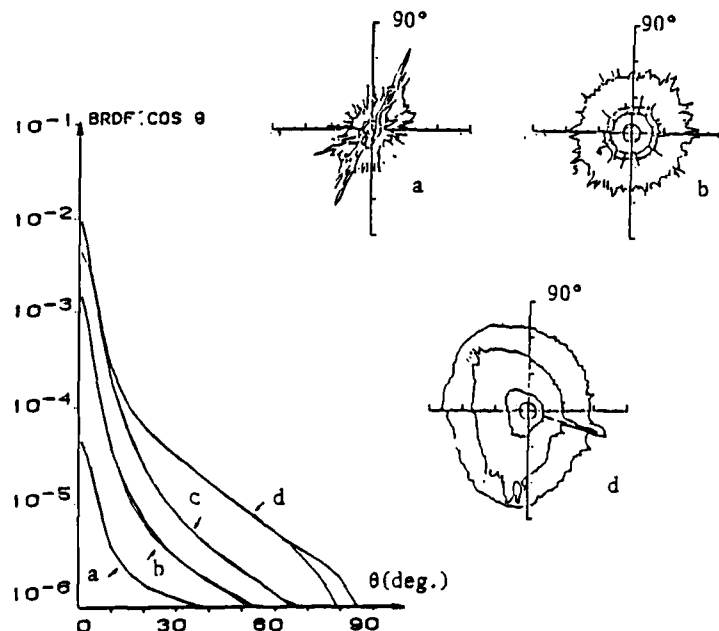 90°
90°
10-1 BRDF.COS θ
a
b
10-2
90°
10-3
10-4
c
d
d
10-5
a
b
θ(deg.)
10-6
0 30 60 90